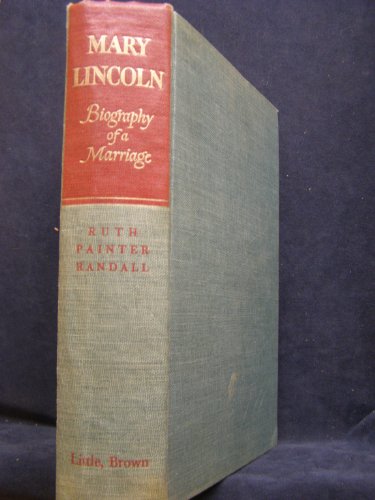 MARY
LINCOLN
Biography
of a
Marriage
RUTH
PAINTER
RANDALL
Little, Brown